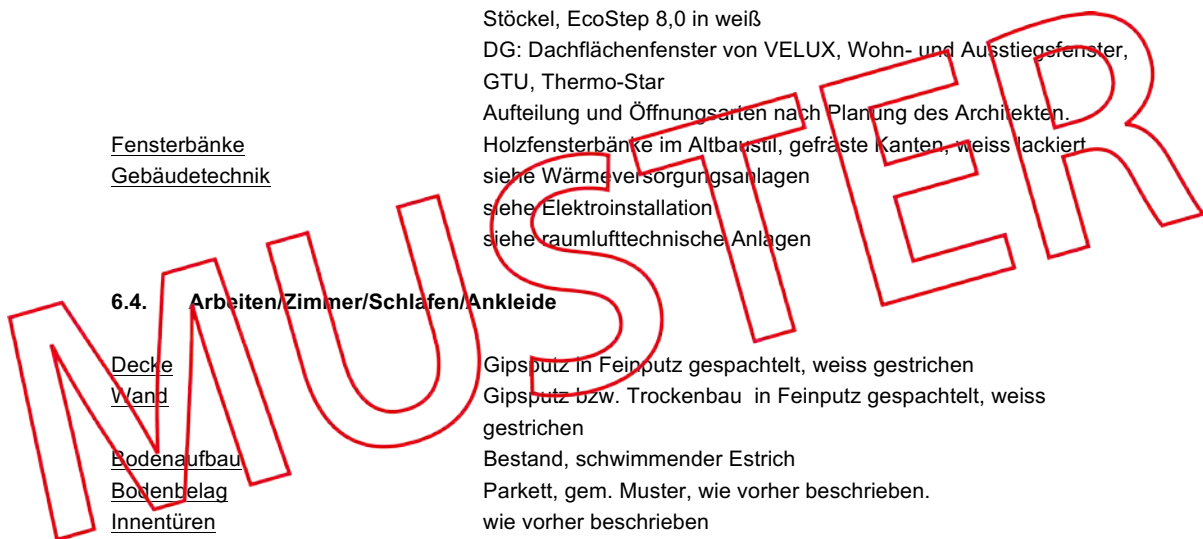 Stöckel, EcoStep 8,0 in weiß
DG: Dachflächenfenster von VELUX, Wohn- und Ausstiegsfenster,
GTU, Thermo-Star
Aufteilung und Öffnungsarten nach Planung des Architekten.
Fensterbänke Holzfensterbänke im Altbaustil, gefräste Kanten, weiss lackiert
Gebäudetechnik siehe Wärmeversorgungsanlagen
siehe Elektroinstallation
siehe raumlufttechnische Anlagen
6.4. Arbeiten/Zimmer/Schlafen/Ankleide
Decke Gipsputz in Feinputz gespachtelt, weiss gestrichen
Wand Gipsputz bzw. Trockenbau in Feinputz gespachtelt, weiss
gestrichen
Bodenaufbau Bestand, schwimmender Estrich
Bodenbelag Parkett, gem. Muster, wie vorher beschrieben.
Innentüren wie vorher beschrieben
MUSTER